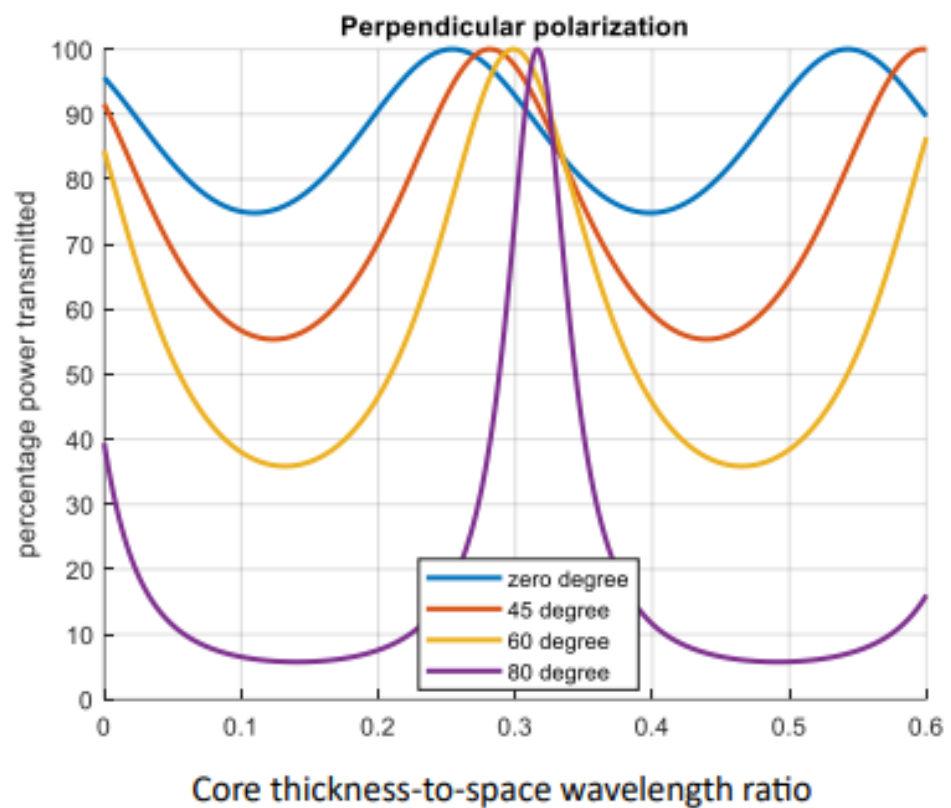 Perpendicular polarization
100
90
80
70
60
50
40
30
20
10
0
percentage power transmitted
zero degree
45 degree
60 degree
80 degree
0 0.1 0.2 0.3 0.4 0.5 0.6
Core thickness-to-space wavelength ratio